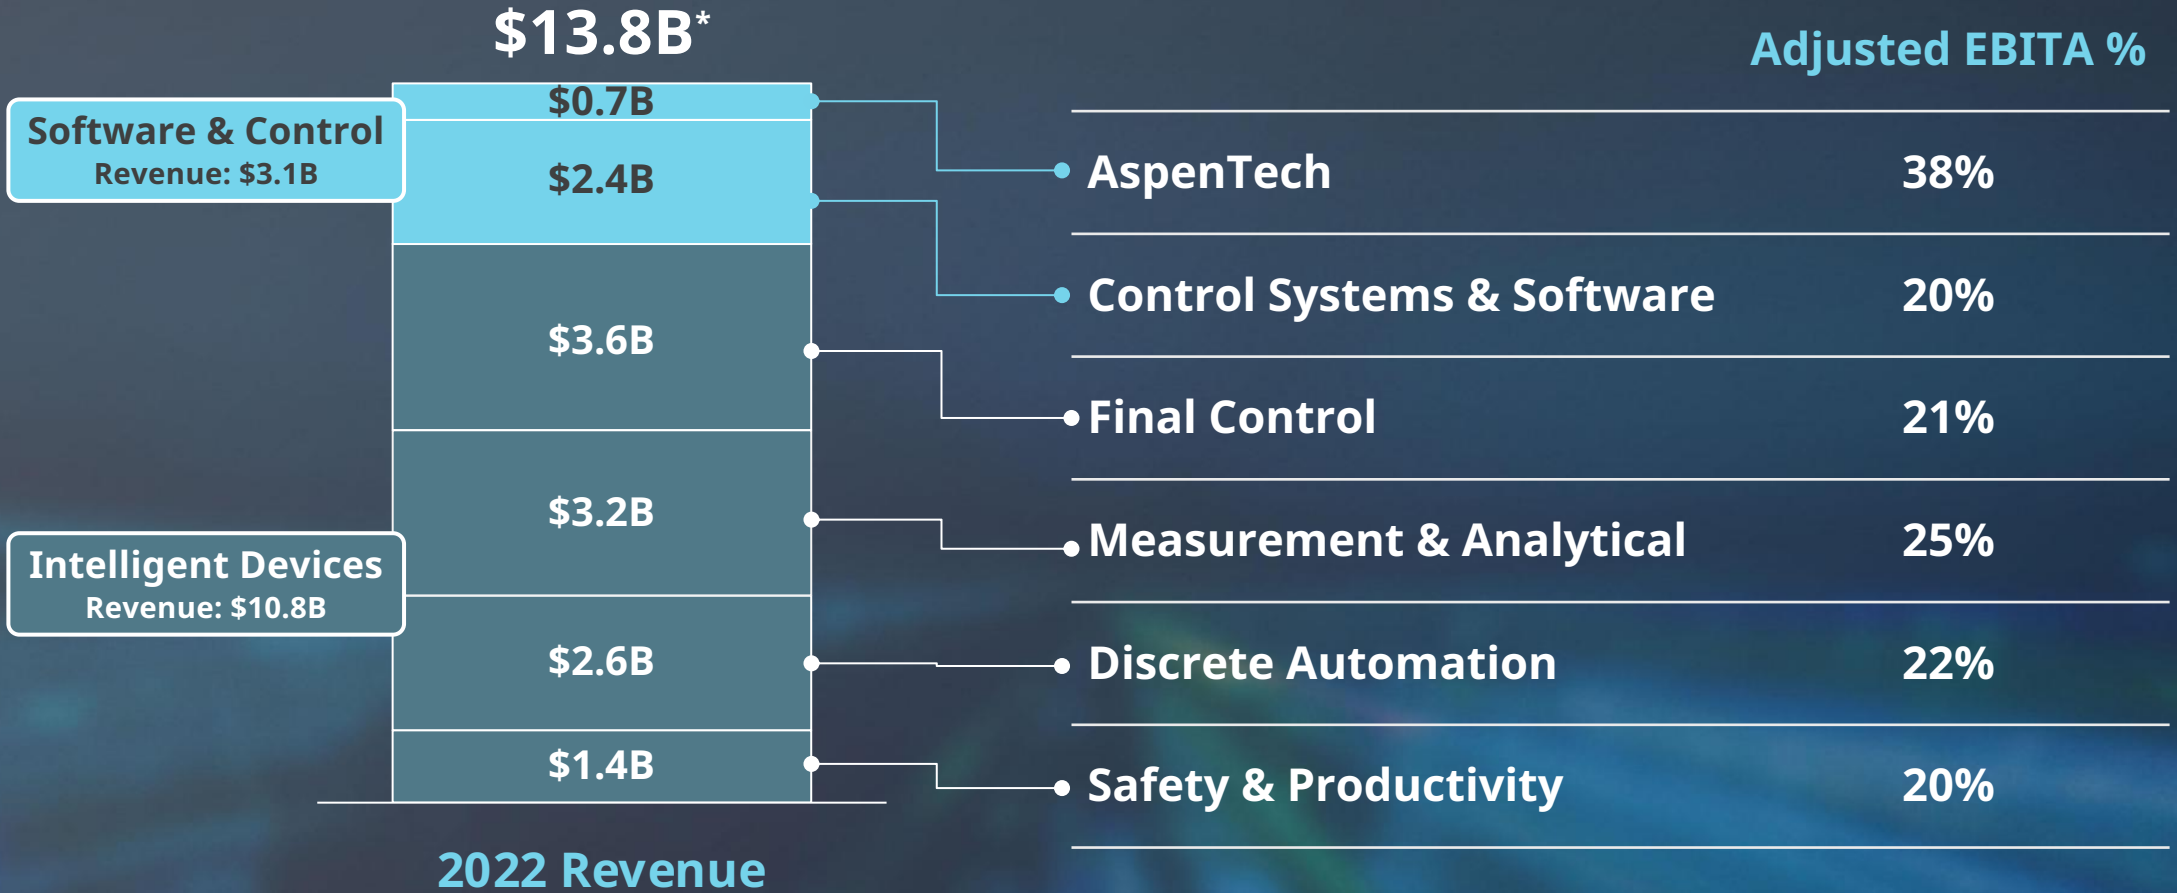 $13.8B*
Adjusted EBITA %
Software & Control
Revenue: $3.1B
$0.7B
$2.4B
$3.6B
$3.2B
$2.6B
$1.4B
Intelligent Devices
Revenue: $10.8B
AspenTech 38%
Control Systems & Software 20%
Final Control 21%
Measurement & Analytical 25%
Discrete Automation 22%
Safety & Productivity 20%
2022 Revenue